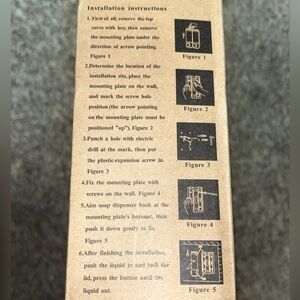 Installation instructions
1. First of all, remove the top
cover with key, then remove
the mounting plate under the
direction of arrow pointing.
Figure 1
Figure 1
2.Determine the location of the
installation site, place the
mounting plate on the wall,
and mark the screw hole
position (the arrow pointing
on the mounting plate must be
positioned "up"). Figure 2
Figure 2
3.Punch a hole with electric
drill at the mark, then put
the plastic expansion screw in.
Figure 3
Figure 3
4.Fix the mounting plate with
screws on the wall. Figure 4
Figure 4
5.Aim soap dispenser hook at the
mounting plate's bayonet, then
push it down gently to fit.
Figure 5
Figure 5
6.After finishing the installation,
push the liquid in and lock the
lid, press the button until the
liquid out.